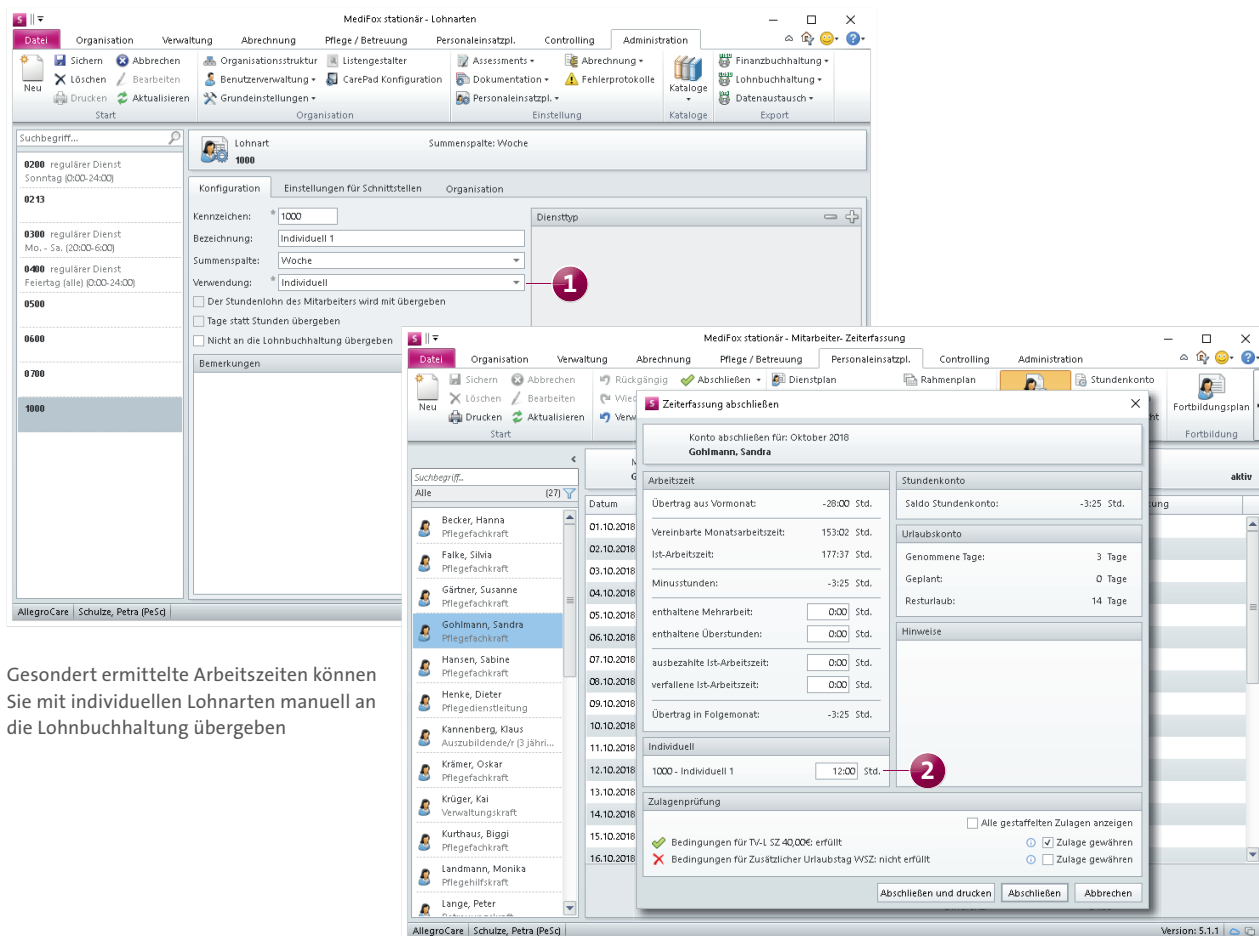 MediFox stationär - Lohnarten
Datei Organisation Verwaltung Abrechnung Pflege / Betreuung Personaleinsatzpl. Controlling Administration
Neu
Sichern Abbrechen
Löschen Bearbeiten
Drucken Aktualisieren
Start
Organisationsstruktur Listengestalter
Benutzerverwaltung CarePad Konfiguration
Grundeinstellungen
Organisation
Assessments Abrechnung
Dokumentation Fehlerprotokolle
Personaleinsatzpl.
Einstellung
Kataloge
Kataloge
Finanzbuchhaltung
Lohnbuchhaltung
Datenaustausch
Export
Suchbegriff...
0200 regulärer Dienst
Sonntag (0:00-24:00)
0213
0300 regulärer Dienst
Mo. - Sa. (20:00-6:00)
0400 regulärer Dienst
Feiertag (alle) (0:00-24:00)
0500
0600
0700
1000
Lohnart
1000
Summenspalte: Woche
Konfiguration Einstellungen für Schnittstellen Organisation
Kennzeichen: * 1000
Bezeichnung: Individuell 1
Summenspalte: Woche
Verwendung: * Individuell
1
Der Stundenlohn des Mitarbeiters wird mit übergeben
Tage statt Stunden übergeben
Nicht an die Lohnbuchhaltung übergeben
Bemerkungen
Diensttyp
AllegroCare Schulze, Petra (PeSc)
Gesondert ermittelte Arbeitszeiten können
Sie mit individuellen Lohnarten manuell an
die Lohnbuchhaltung übergeben
MediFox stationär - Mitarbeiter- Zeiterfassung
Datei Organisation Verwaltung Abrechnung Pflege / Betreuung Personaleinsatzpl. Controlling Administration
Neu
Sichern Abbrechen
Löschen Bearbeiten
Drucken Aktualisieren
Start
Rückgängig Abschließen Dienstplan Rahmenplan Stundenkonto
Fortbildungsplan
Fortbildung
Suchbegriff...
Alle (27)
Becker, Hanna
Pflegefachkraft
Falke, Silvia
Pflegefachkraft
Gärtner, Susanne
Pflegefachkraft
Gohlmann, Sandra
Pflegefachkraft
Hansen, Sabine
Pflegefachkraft
Henke, Dieter
Pflegedienstleitung
Kannenberg, Klaus
Auszubildende/r (3 jähri...
Krämer, Oskar
Pflegefachkraft
Krüger, Kai
Verwaltungskraft
Kurthaus, Biggi
Pflegefachkraft
Landmann, Monika
Pflegehilfskraft
Lange, Peter
aktiv
Datum
01.10.2018
02.10.2018
03.10.2018
04.10.2018
05.10.2018
06.10.2018
07.10.2018
08.10.2018
09.10.2018
10.10.2018
11.10.2018
12.10.2018
13.10.2018
14.10.2018
15.10.2018
16.10.2018
Zeiterfassung abschließen
Konto abschließen für: Oktober 2018
Gohlmann, Sandra
Arbeitszeit
Übertrag aus Vormonat: -28:00 Std.
Vereinbarte Monatsarbeitszeit: 153:02 Std.
Ist-Arbeitszeit: 177:37 Std.
Minusstunden: -3:25 Std.
enthaltene Mehrarbeit: 0:00 Std.
enthaltene Überstunden: 0:00 Std.
ausbezahlte Ist-Arbeitszeit: 0:00 Std.
verfallene Ist-Arbeitszeit: 0:00 Std.
Übertrag in Folgemonat: -3:25 Std.
Individuell
1000 - Individuell 1 12:00 Std.
2
Stundenkonto
Saldo Stundenkonto: -3:25 Std.
Urlaubskonto
Genommene Tage: 3 Tage
Geplant: 0 Tage
Resturlaub: 14 Tage
Hinweise
Zulagenprüfung
Alle gestaffelten Zulagen anzeigen
Bedingungen für TV-L SZ 40,00€: erfüllt Zulage gewähren
Bedingungen für Zusätzlicher Urlaubstag WSZ: nicht erfüllt Zulage gewähren
Abschließen und drucken Abschließen Abbrechen
AllegroCare Schulze, Petra (PeSc) Version: 5.1.1